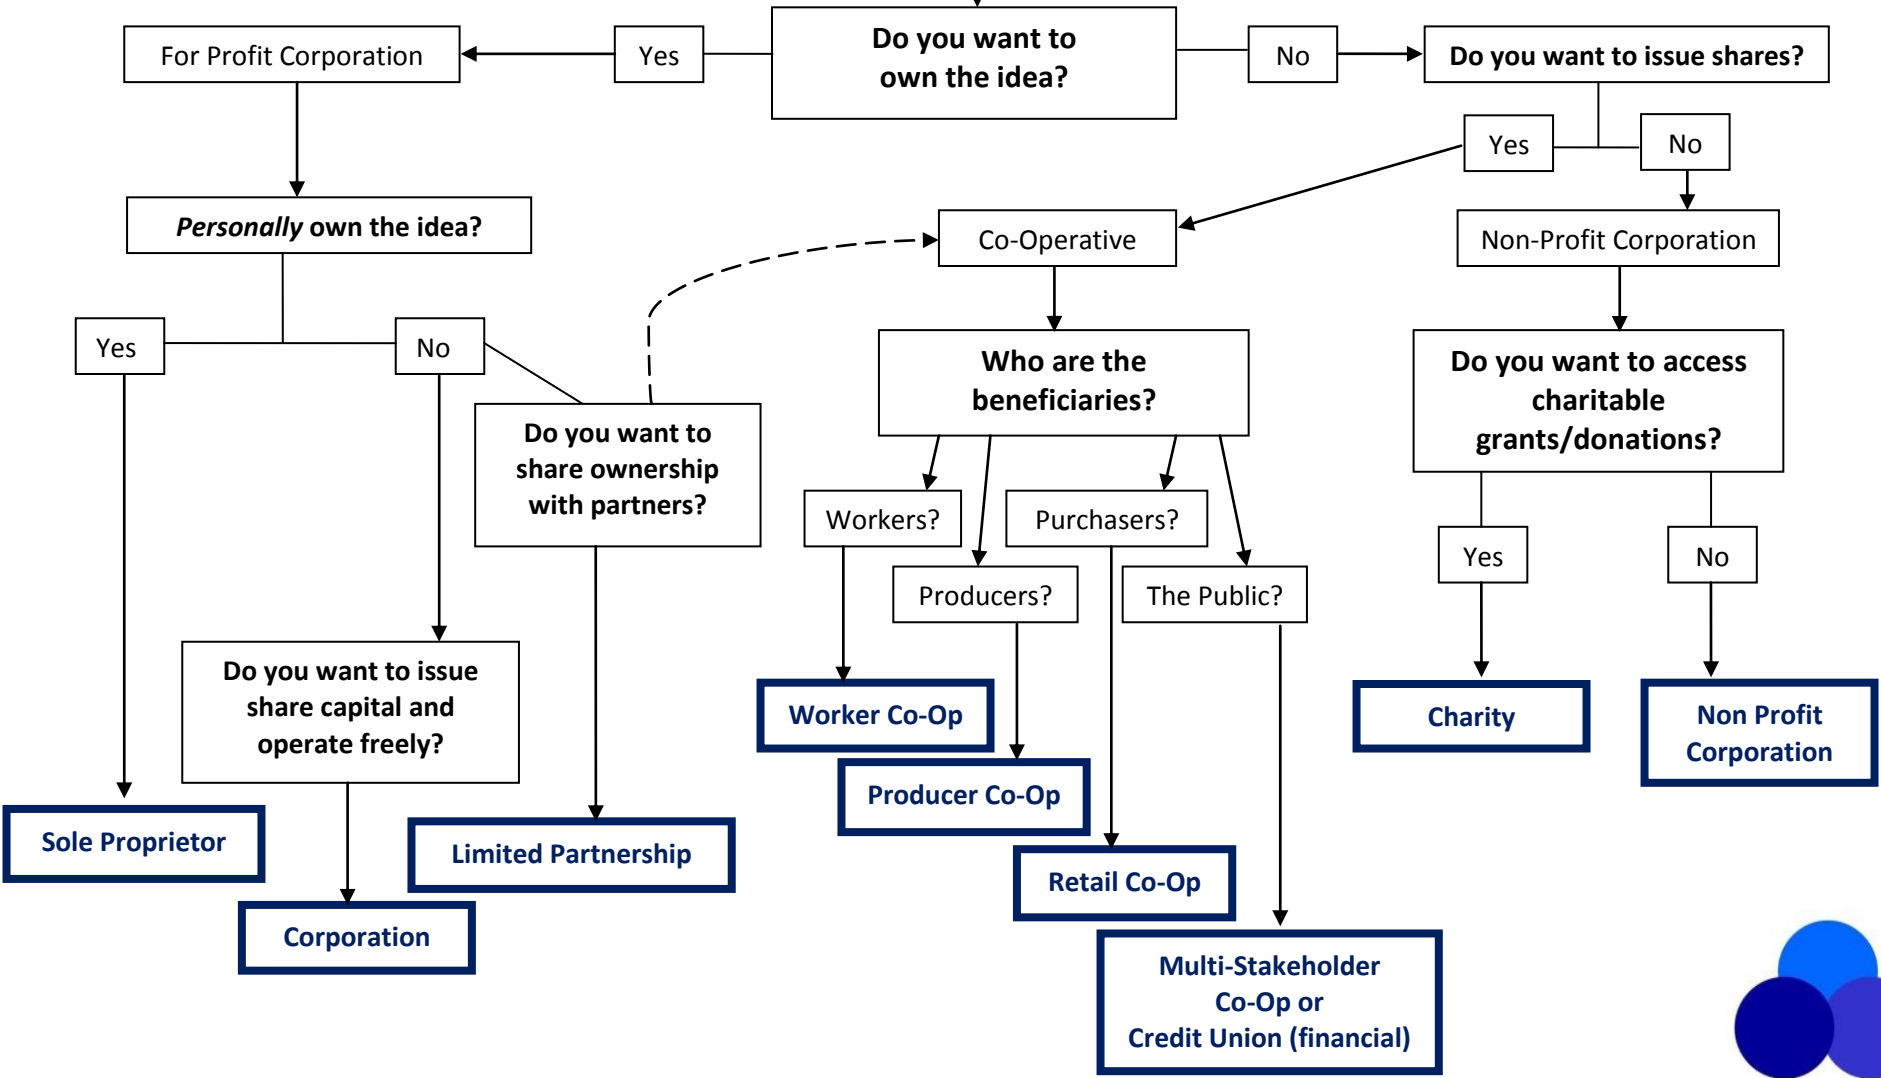 For Profit Corporation
Yes
Do you want to
own the idea?
No
Do you want to issue shares?
Yes
No
Personally own the idea?
Co-Operative
Non-Profit Corporation
Yes
No
Who are the
beneficiaries?
Do you want to access
charitable
grants/donations?
Do you want to
share ownership
with partners?
Workers?
Purchasers?
Yes
No
Producers?
The Public?
Do you want to issue
share capital and
operate freely?
Worker Co-Op
Charity
Non Profit
Corporation
Producer Co-Op
Sole Proprietor
Limited Partnership
Retail Co-Op
Corporation
Multi-Stakeholder
Co-Op or
Credit Union (financial)